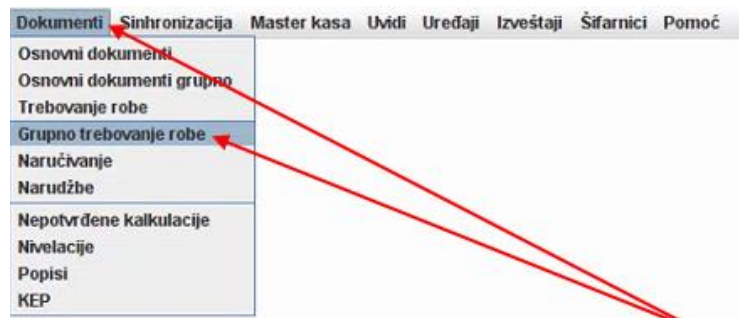 Dokumenti Sinhronizacija Master kasa Uvidi Uređaji Izveštaji Šifarnici Pomoć
Osnovni dokumenti
Osnovni dokumenti grupno
Trebovanje robe
Grupno trebovanje robe
Naručivanje
Narudžbe
Nepotvrđene kalkulacije
Nivelacije
Popisi
KEP